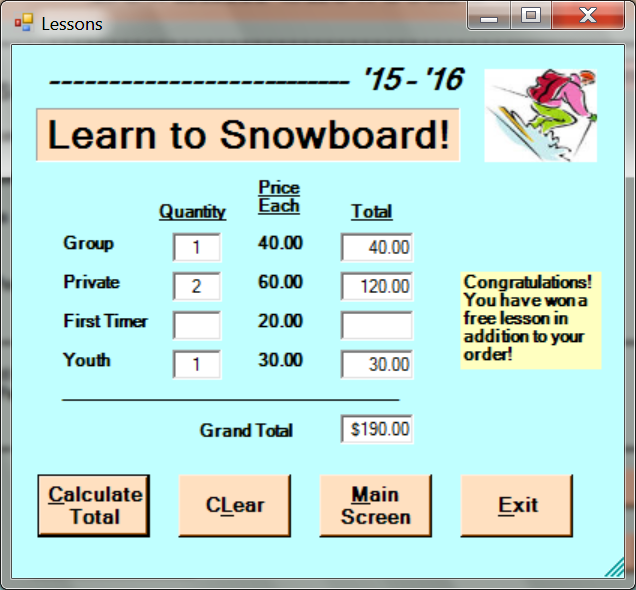 Lessons
-------------------------- '15 - '16
Learn to Snowboard!
Quantity Price Each Total
Group 1 40.00 40.00
Private 2 60.00 120.00
First Timer 20.00
Youth 1 30.00 30.00
Congratulations!
You have won a
free lesson in
addition to your
order!
Grand Total $190.00
Calculate Total
CLear
Main Screen
Exit